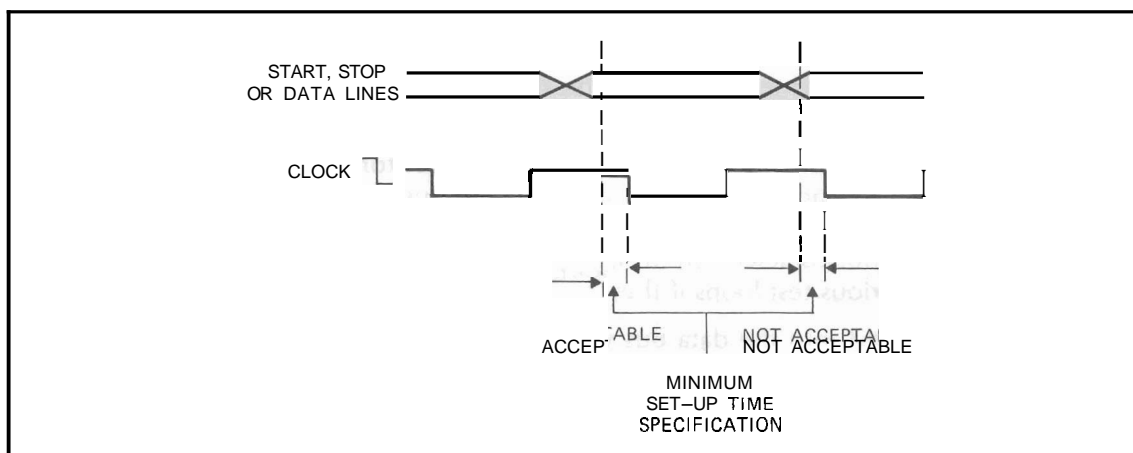 START, STOP
OR DATA LINES
CLOCK
ACCEPTABLE
NOT ACCEPTABLE
MINIMUM
SET-UP TIME
SPECIFICATION